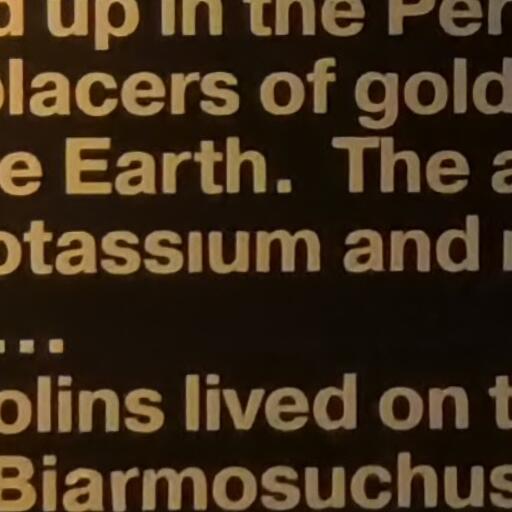 d up in the Per
placers of gold
e Earth. The a
otassium and
...
olins lived on t
Biarmosuchus